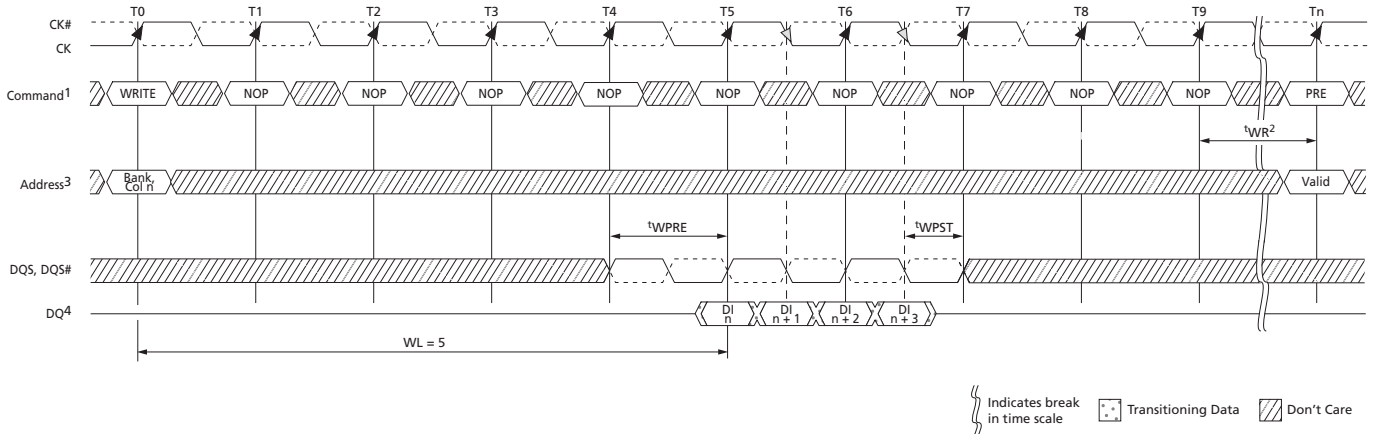 T0 T1 T2 T3 T4 T5 T6 T7 T8 T9 Tn
CK#
CK
Command1 WRITE NOP NOP NOP NOP NOP NOP NOP NOP NOP PRE
tWR2
Address3 Bank, Col n Valid
tWPRE tWPST
DQS, DQS#
DQ4 DI n DI n + 1 DI n + 2 DI n + 3
WL = 5
Indicates break in time scale
Transitioning Data
Don't Care